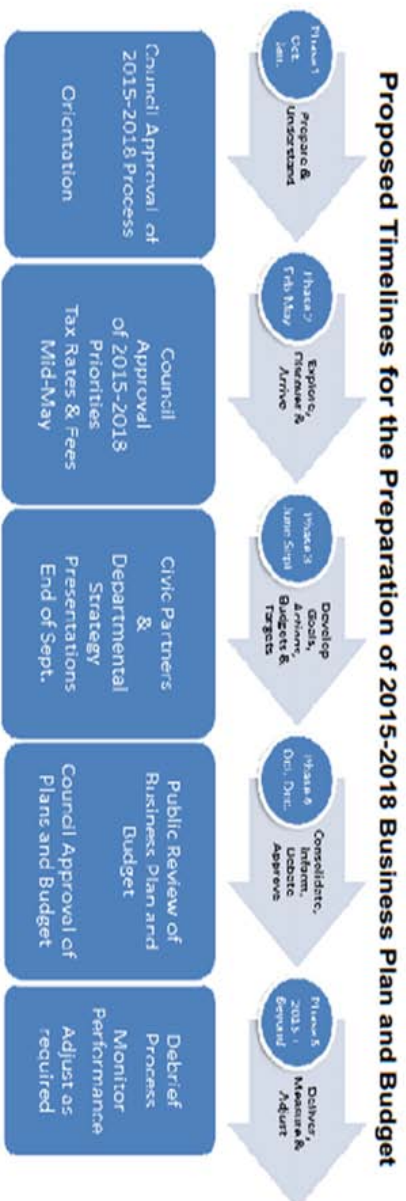 Proposed Timelines for the Preparation of 2015-2018 Business Plan and Budget
Phase 1
Oct.
Jan.
Prepare &
Understand
Council Approval of
2015-2018 Process
Orientation
Phase 2
Feb May
Explore,
Discover &
Arrive
Council
Approval
of 2015-2018
Priorities
Tax Rates & Fees
Mid-May
Phase 3
June Sept
Develop
Goals,
Actions,
Budgets &
Targets
Civic Partners
&
Departmental
Strategy
Presentations
End of Sept.
Phase 4
Oct. Dec.
Consolidate,
Inform,
Debate
Approve
Public Review of
Business Plan and
Budget
Council Approval of
Plans and Budget
Phase 5
2015 +
Beyond
Deliver,
Measure &
Adjust
Debrief
Process
Monitor
performance
Adjust as
required